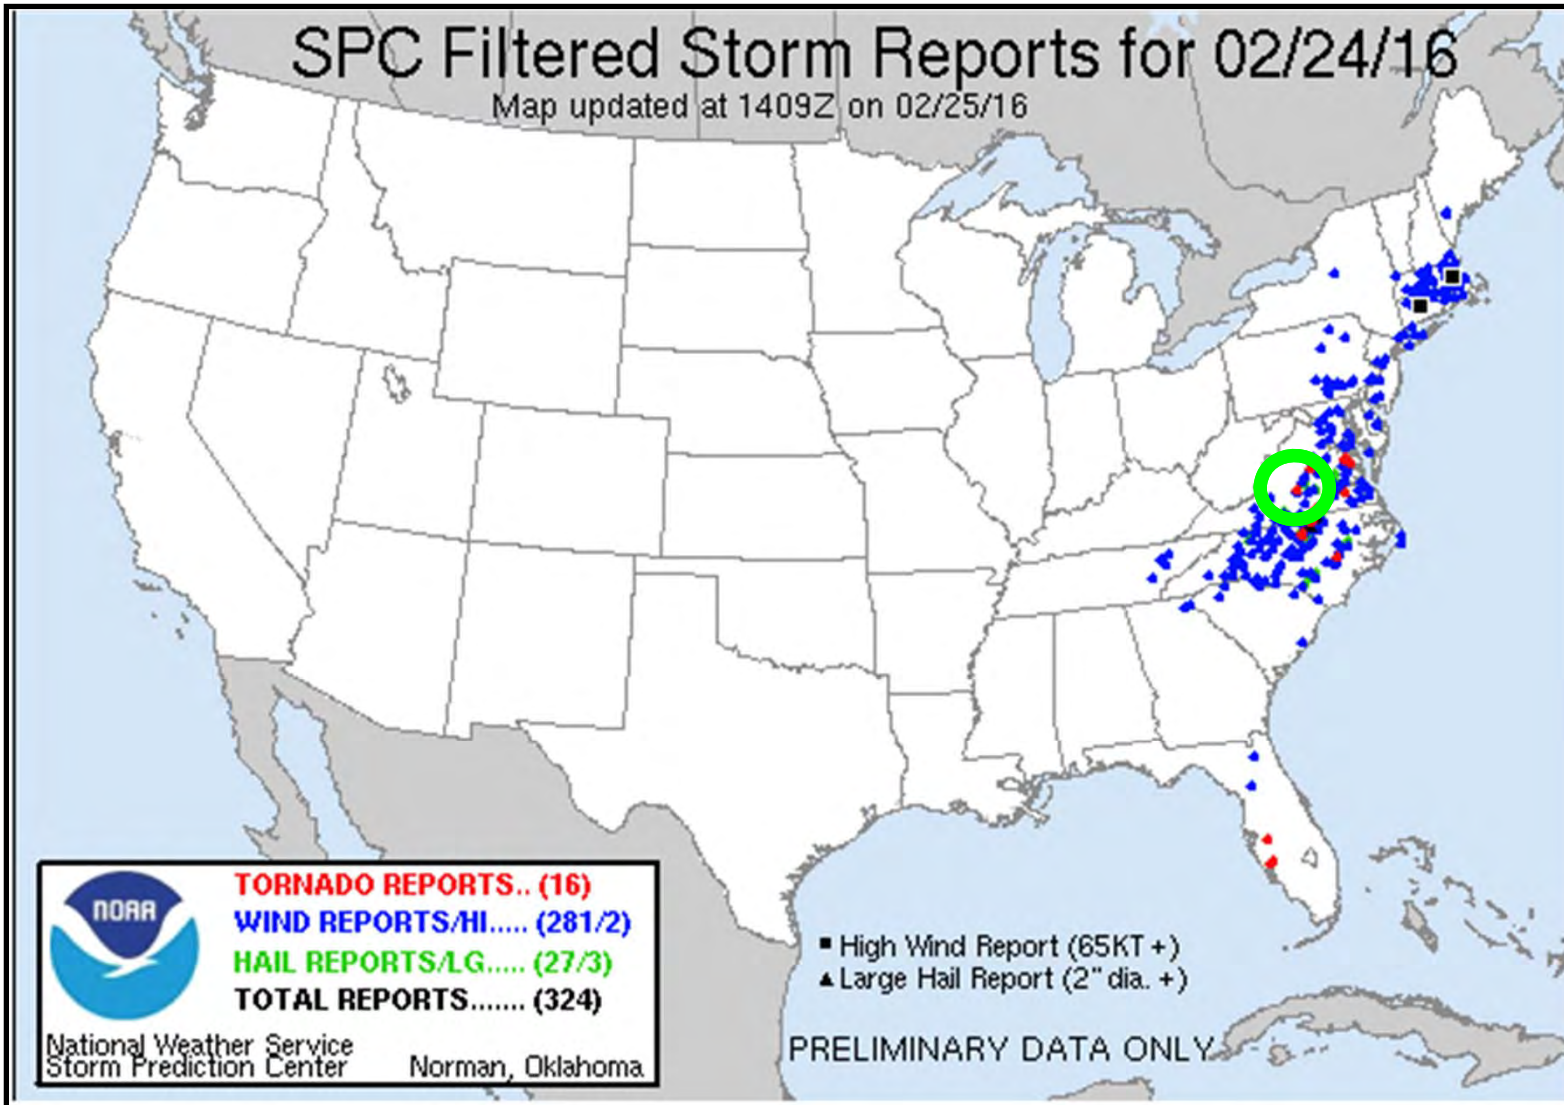 SPC Filtered Storm Reports for 02/24/16
Map updated at 1409Z on 02/25/16
NOAA
TORNADO REPORTS.. (16)
WIND REPORTS/HI..... (281/2)
HAIL REPORTS/LG..... (27/3)
TOTAL REPORTS....... (324)
National Weather Service
Storm Prediction Center Norman, Oklahoma
High Wind Report (65KT +)
Large Hail Report (2" dia. +)
PRELIMINARY DATA ONLY